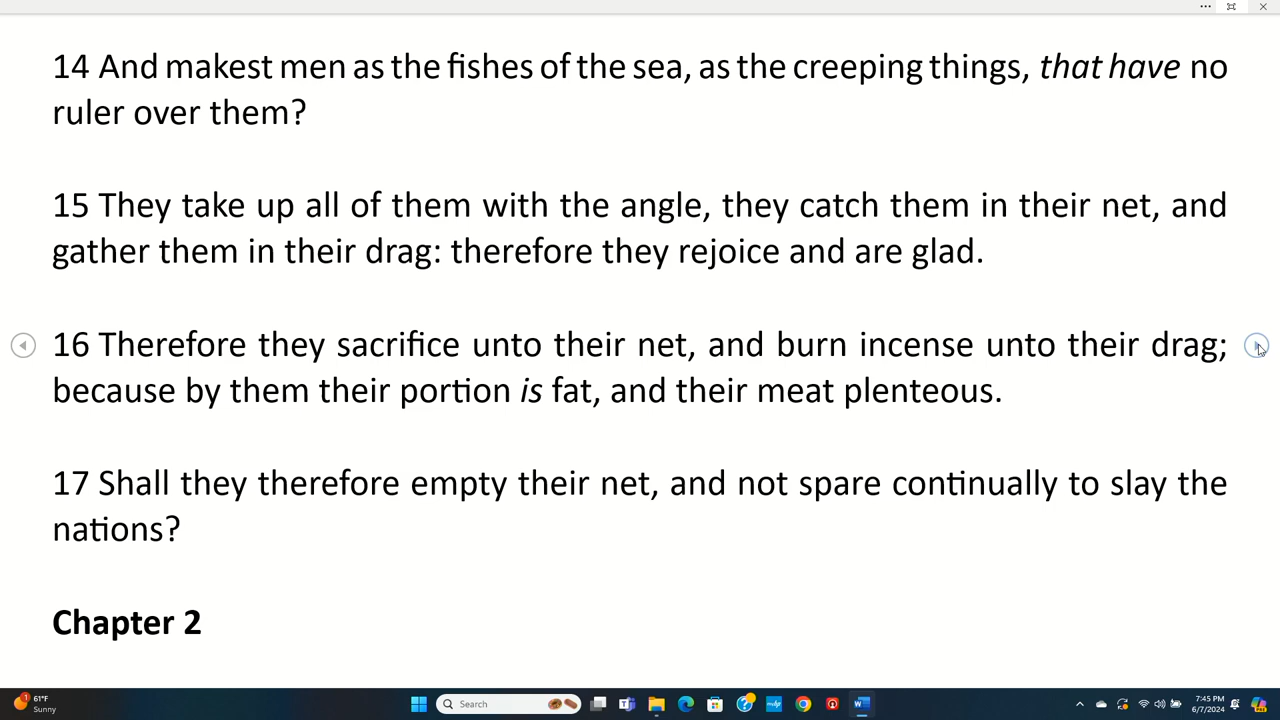 14 And makest men as the fishes of the sea, as the creeping things, that have no
ruler over them?
15 They take up all of them with the angle, they catch them in their net, and
gather them in their drag: therefore they rejoice and are glad.
16 Therefore they sacrifice unto their net, and burn incense unto their drag;
because by them their portion is fat, and their meat plenteous.
17 Shall they therefore empty their net, and not spare continually to slay the
nations?
Chapter 2
1
61°F
Sunny
Search
7:45 PM
6/7/2024